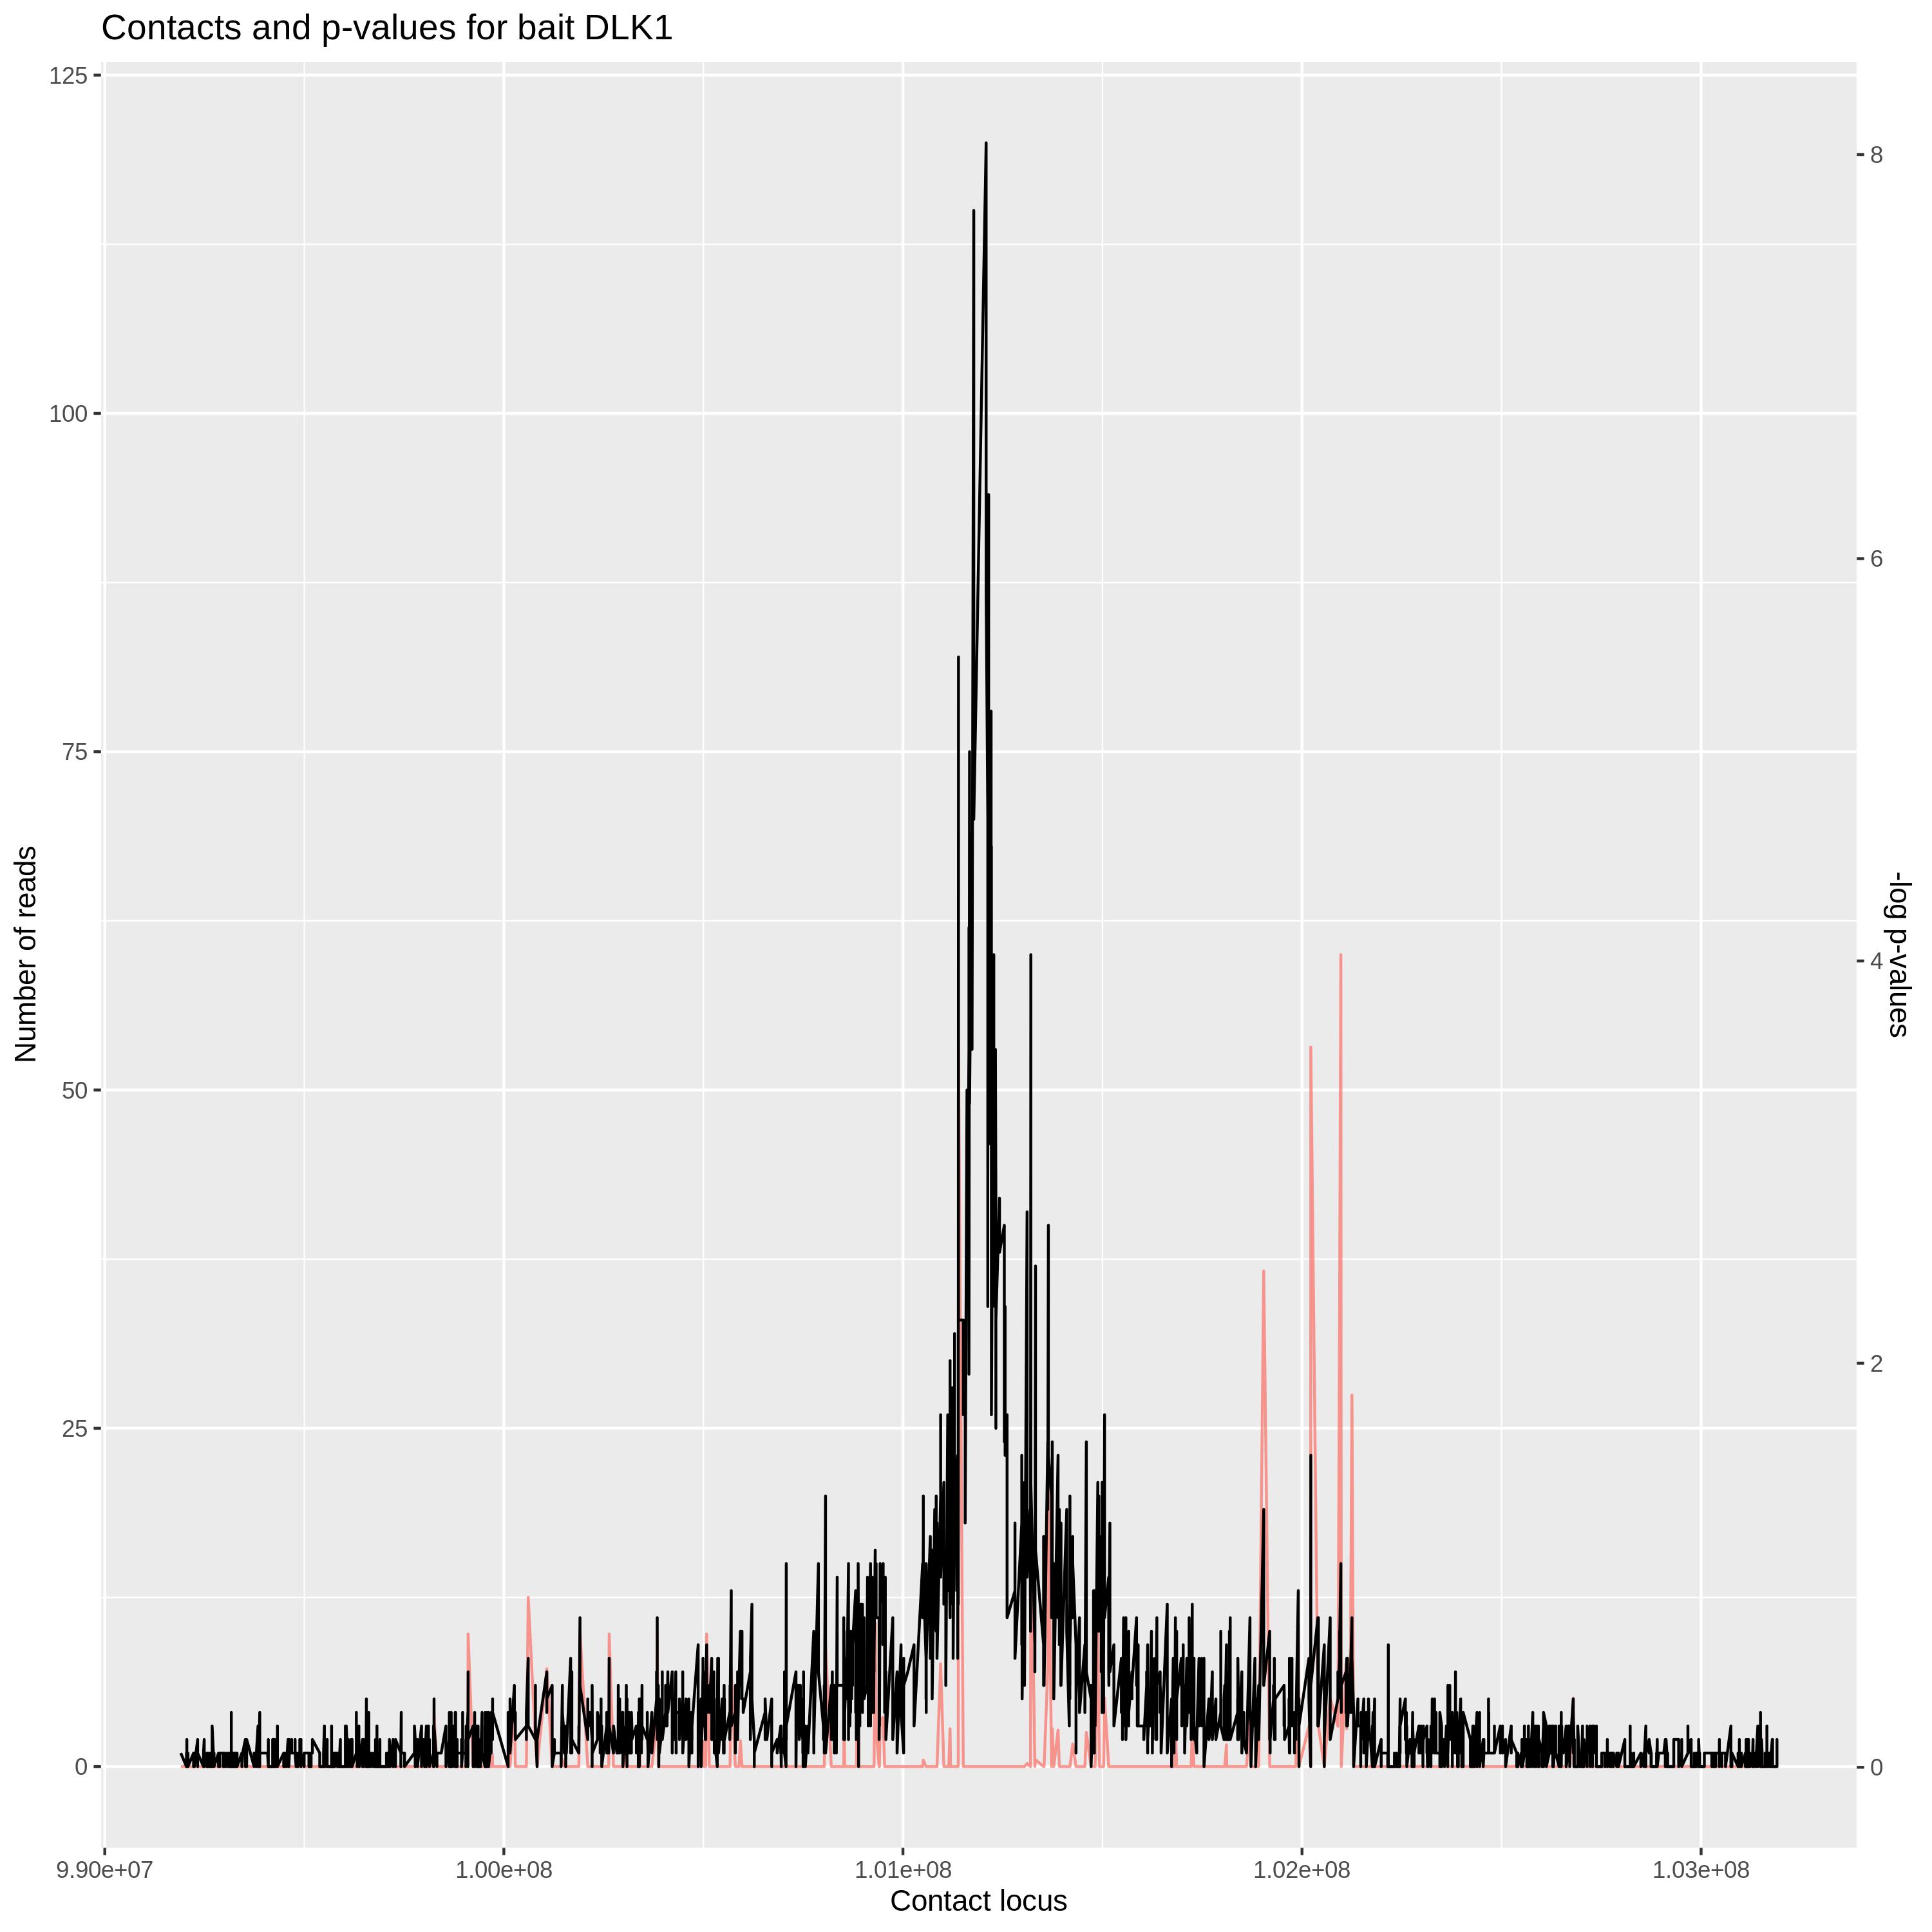 Contacts and p-values for bait DLK1
125
100
75
50
25
0
Number of reads
8
6
4
2
0
-log p-values
9.90e+07
1.00e+08
1.01e+08
1.02e+08
1.03e+08
Contact locus